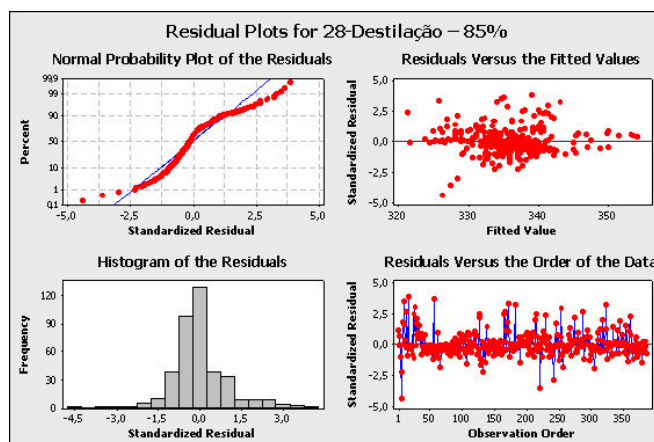 Residual Plots for 28-Destilação – 85%
Normal Probability Plot of the Residuals
99,9
99
90
50
10
1
0,1
Percent
-5,0 -2,5 0,0 2,5 5,0
Standardized Residual
Residuals Versus the Fitted Values
5,0
2,5
0,0
-2,5
-5,0
Standardized Residual
320 330 340 350
Fitted Value
Histogram of the Residuals
120
90
60
30
0
Frequency
-4,5 -3,0 -1,5 0,0 1,5 3,0
Standardized Residual
Residuals Versus the Order of the Data
5,0
2,5
0,0
-2,5
-5,0
Standardized Residual
1 50 100 150 200 250 300 350
Observation Order